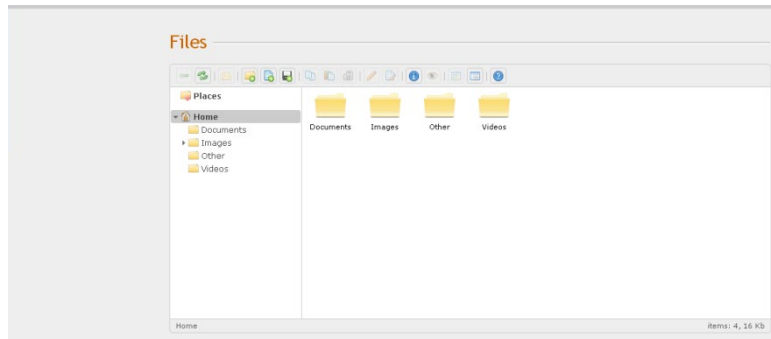 Files
Places
Home
Documents
Images
Other
Videos
Documents Images Other Videos
Home items: 4, 16 Kb